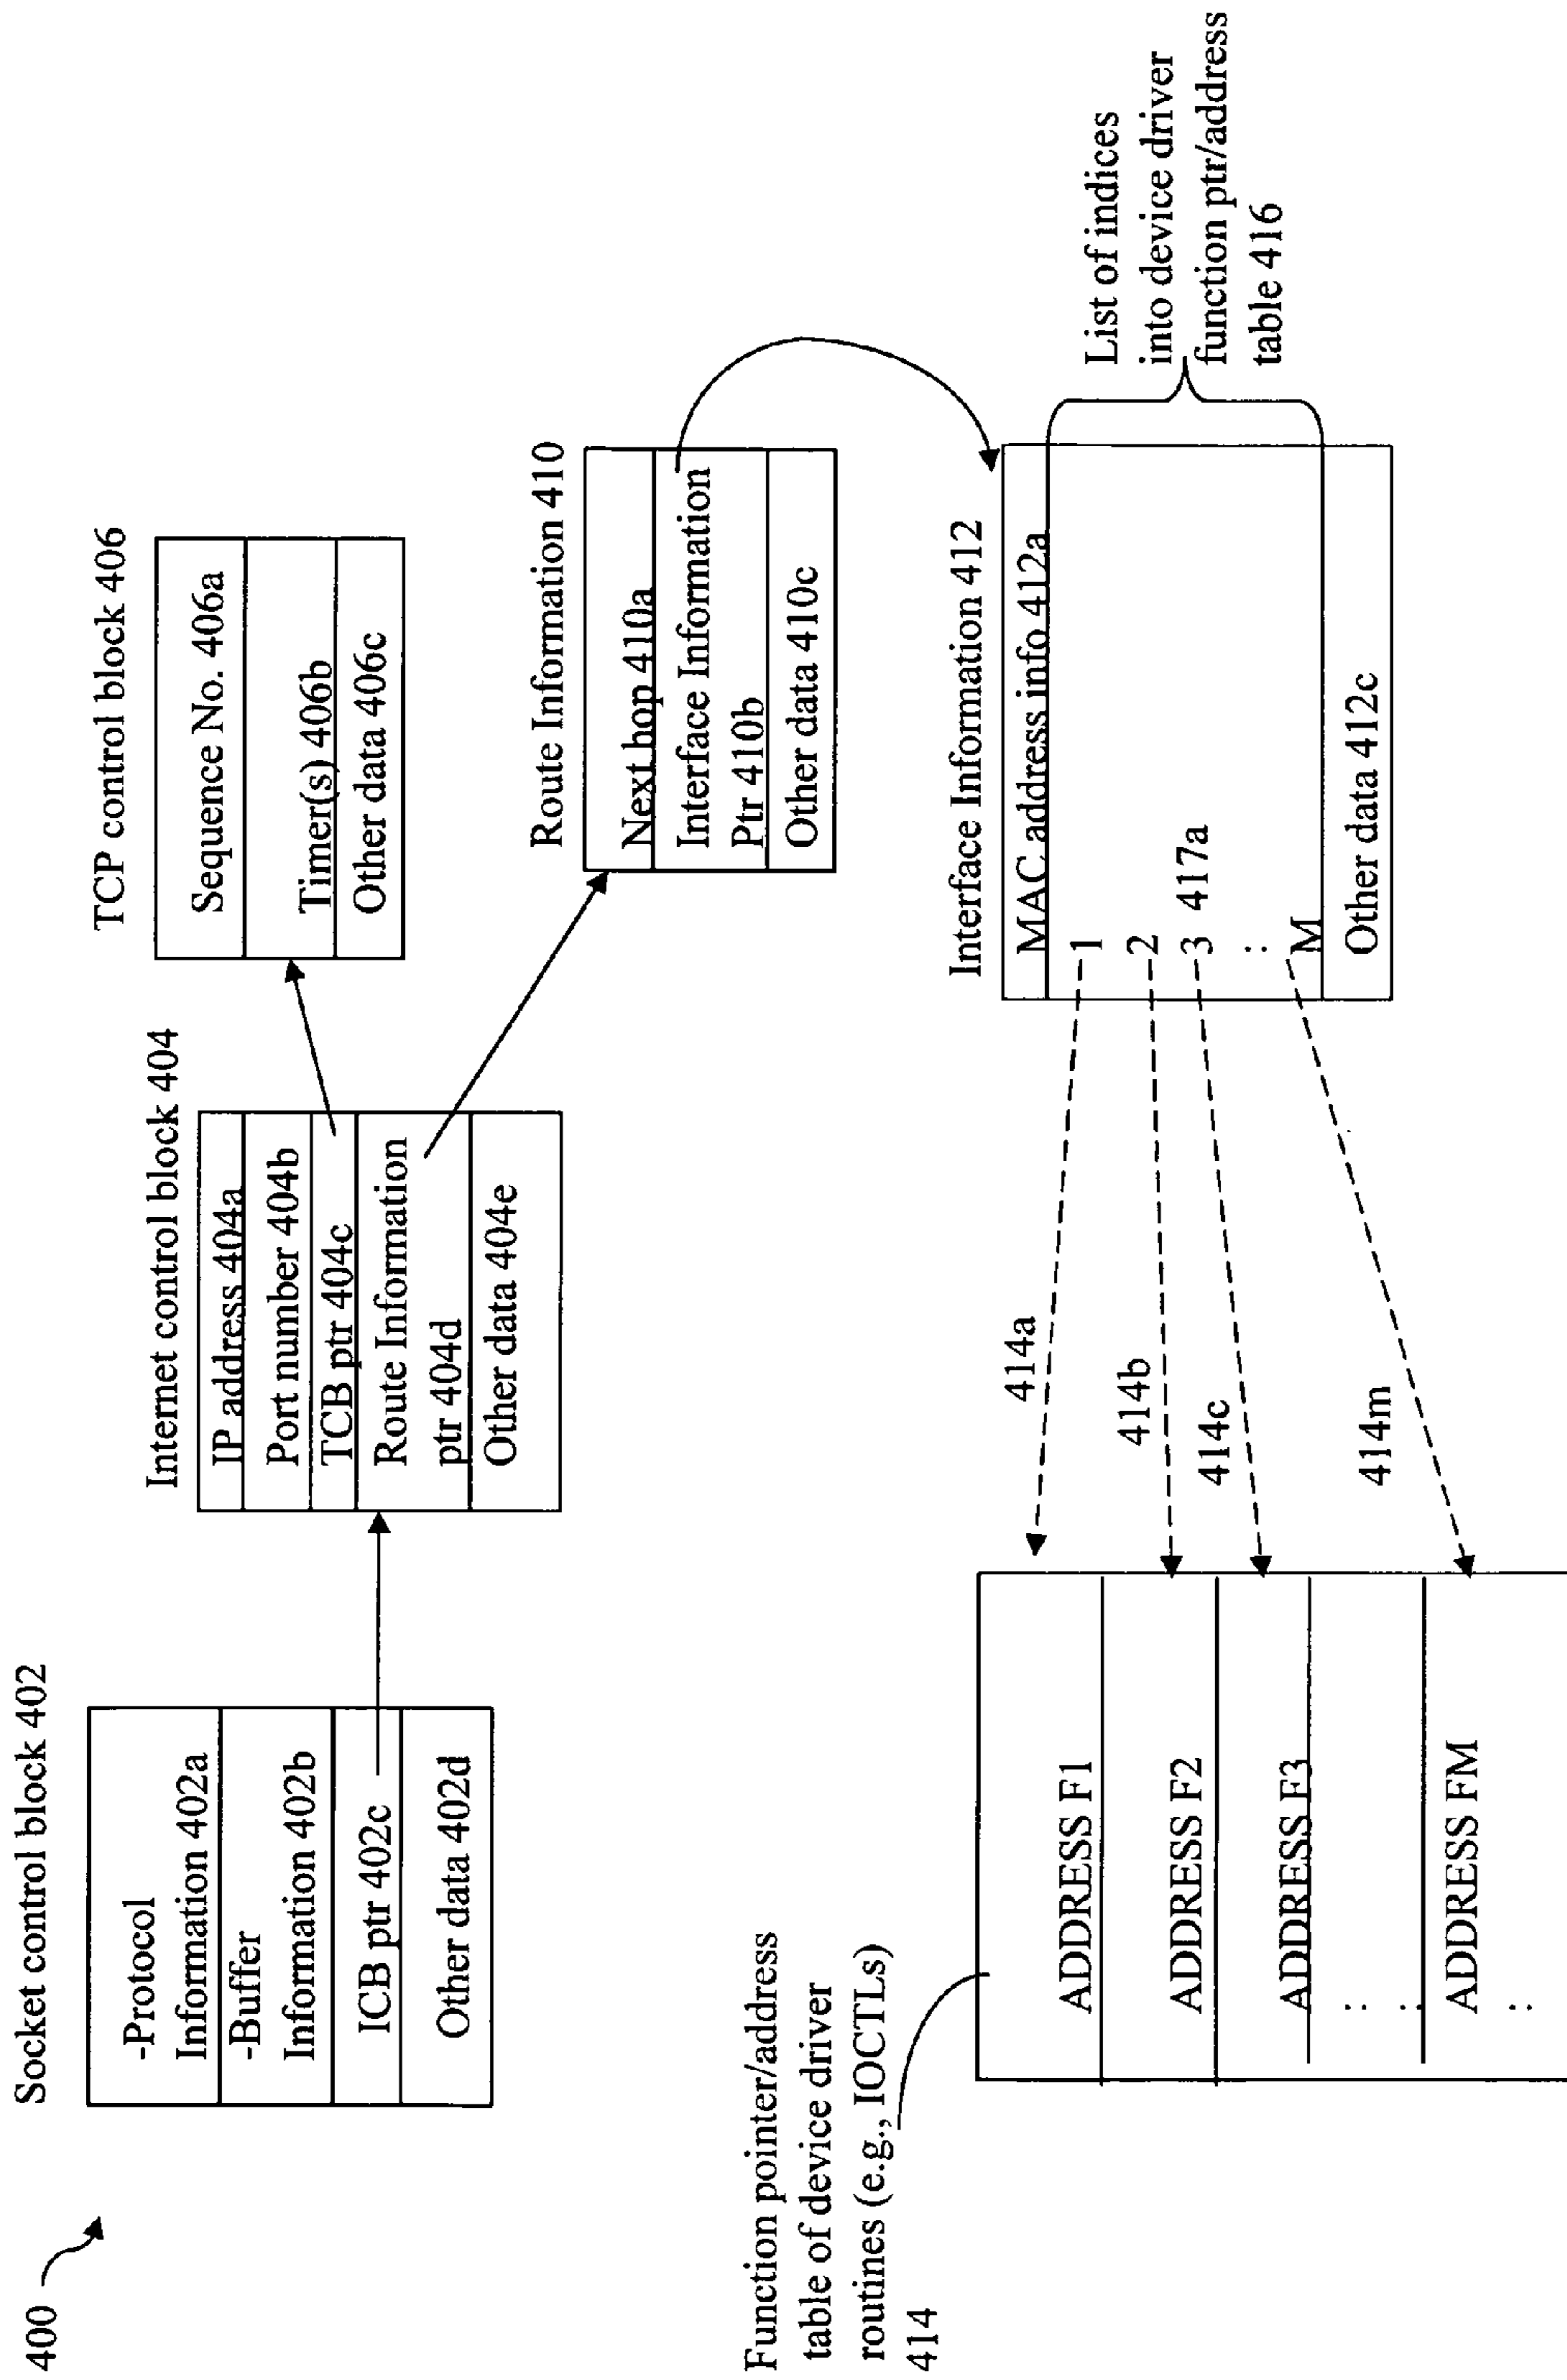 400
Socket control block 402
-Protocol
Information 402a
-Buffer
Information 402b
ICB ptr 402c
Other data 402d
Internet control block 404
IP address 404a
Port number 404b
TCB ptr 404c
Route Information
ptr 404d
Other data 404e
TCP control block 406
Sequence No. 406a
Timer(s) 406b
Other data 406c
Route Information 410
Next hop 410a
Interface Information
Ptr 410b
Other data 410c
Function pointer/address
table of device driver
routines (e.g., IOCTLs)
414
ADDRESS F1
ADDRESS F2
ADDRESS F3
:
:
ADDRESS FM
:
414a
414b
414c
414m
Interface Information 412
MAC address info 412a
1
2
3 417a
:
M
Other data 412c
List of indices
into device driver
function ptr/address
table 416